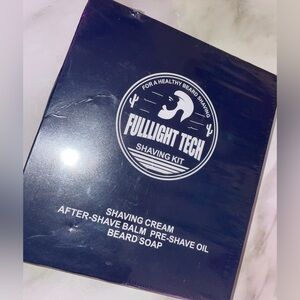 FOR A HEALTHY BEARD SHAVING
FULLLIGHT TECH
SHAVING KIT
SHAVING CREAM
AFTER-SHAVE BALM PRE-SHAVE OIL
BEARD SOAP